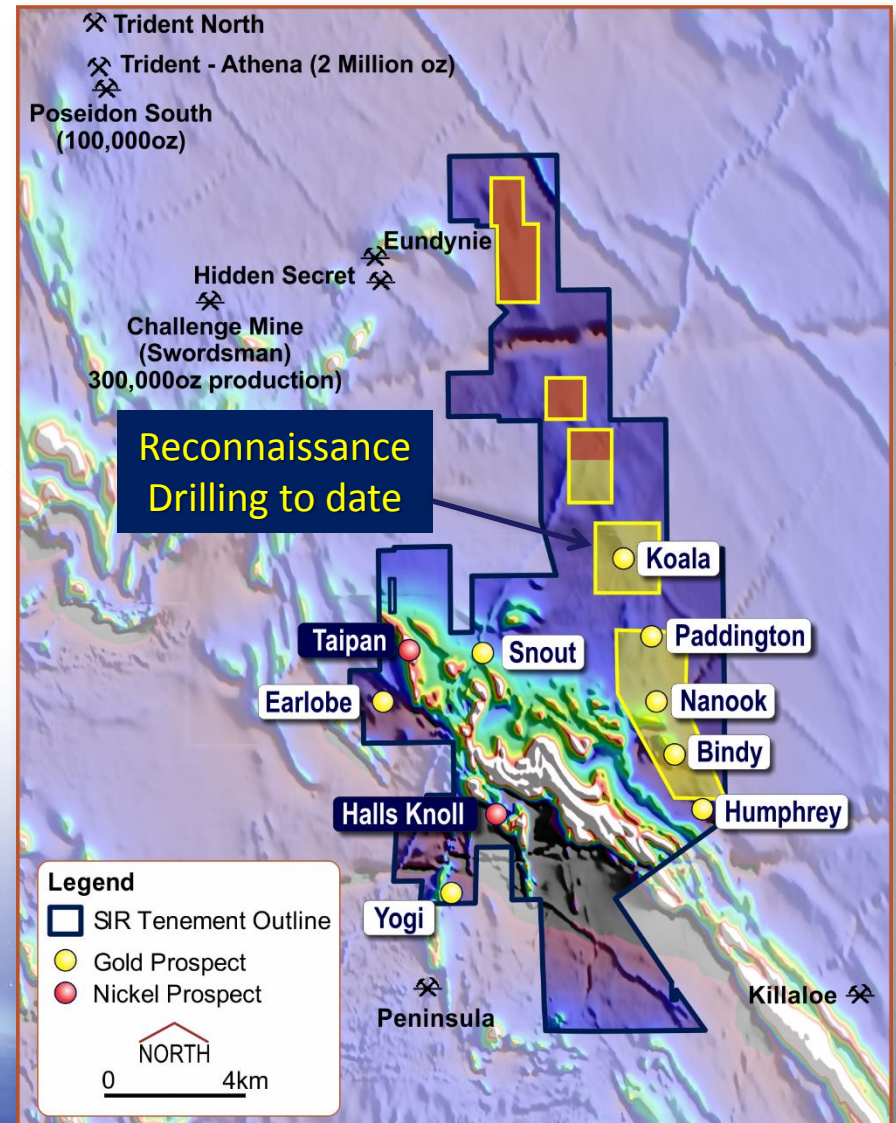 Trident North
Trident - Athena (2 Million oz)
Poseidon South
(100,000oz)
Eundynie
Hidden Secret
Challenge Mine
(Swordsman)
300,000oz production)
Reconnaissance
Drilling to date
Koala
Taipan
Snout
Paddington
Earlobe
Nanook
Bindy
Halls Knoll
Humphrey
Yogi
Peninsula
Killaloe
Legend
SIR Tenement Outline
Gold Prospect
Nickel Prospect
NORTH
0 4km